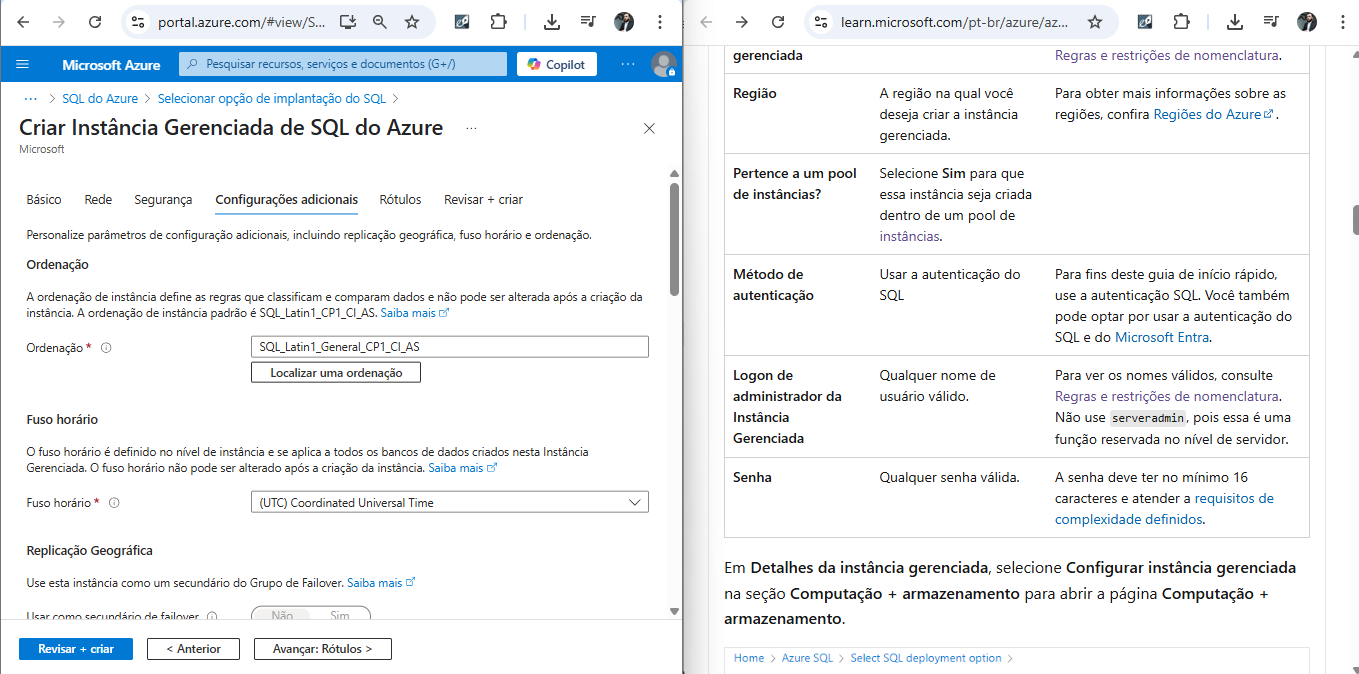 portal.azure.com/#view/S...
Microsoft Azure
Pesquisar recursos, serviços e documentos (G+/)
Copilot
...
... > SQL do Azure > Selecionar opção de implantação do SQL >
Criar Instância Gerenciada de SQL do Azure ...
Microsoft
Básico Rede Segurança Configurações adicionais Rótulos Revisar + criar
Personalize parâmetros de configuração adicionais, incluindo replicação geográfica, fuso horário e ordenação.
Ordenação
A ordenação de instância define as regras que classificam e comparam dados e não pode ser alterada após a criação da
instância. A ordenação de instância padrão é SQL_Latin1_CP1_CI_AS. Saiba mais
Ordenação *
SQL_Latin1_General_CP1_CI_AS
Localizar uma ordenação
Fuso horário
O fuso horário é definido no nível de instância e se aplica a todos os bancos de dados criados nesta Instância
Gerenciada. O fuso horário não pode ser alterado após a criação da instância. Saiba mais
Fuso horário *
(UTC) Coordinated Universal Time
Replicação Geográfica
Use esta instância como um secundário do Grupo de Failover. Saiba mais
Usar como secundário de failover
Não Sim
Revisar + criar
< Anterior
Avançar: Rótulos >
learn.microsoft.com/pt-br/azure/az...
gerenciada
Regras e restrições de nomenclatura.
Região
A região na qual você
deseja criar a instância
gerenciada.
Para obter mais informações sobre as
regiões, confira Regiões do Azure.
Pertence a um pool
de instâncias?
Selecione Sim para que
essa instância seja criada
dentro de um pool de
instâncias.
Método de
autenticação
Usar a autenticação do
SQL
Para fins deste guia de início rápido,
use a autenticação SQL. Você também
pode optar por usar a autenticação do
SQL e do Microsoft Entra.
Logon de
administrador da
Instância
Gerenciada
Qualquer nome de
usuário válido.
Para ver os nomes válidos, consulte
Regras e restrições de nomenclatura.
Não use serveradmin, pois essa é uma
função reservada no nível de servidor.
Senha
Qualquer senha válida.
A senha deve ter no mínimo 16
caracteres e atender a requisitos de
complexidade definidos.
Em Detalhes da instância gerenciada, selecione Configurar instância gerenciada
na seção Computação + armazenamento para abrir a página Computação +
armazenamento.
Home > Azure SQL > Select SQL deployment option >